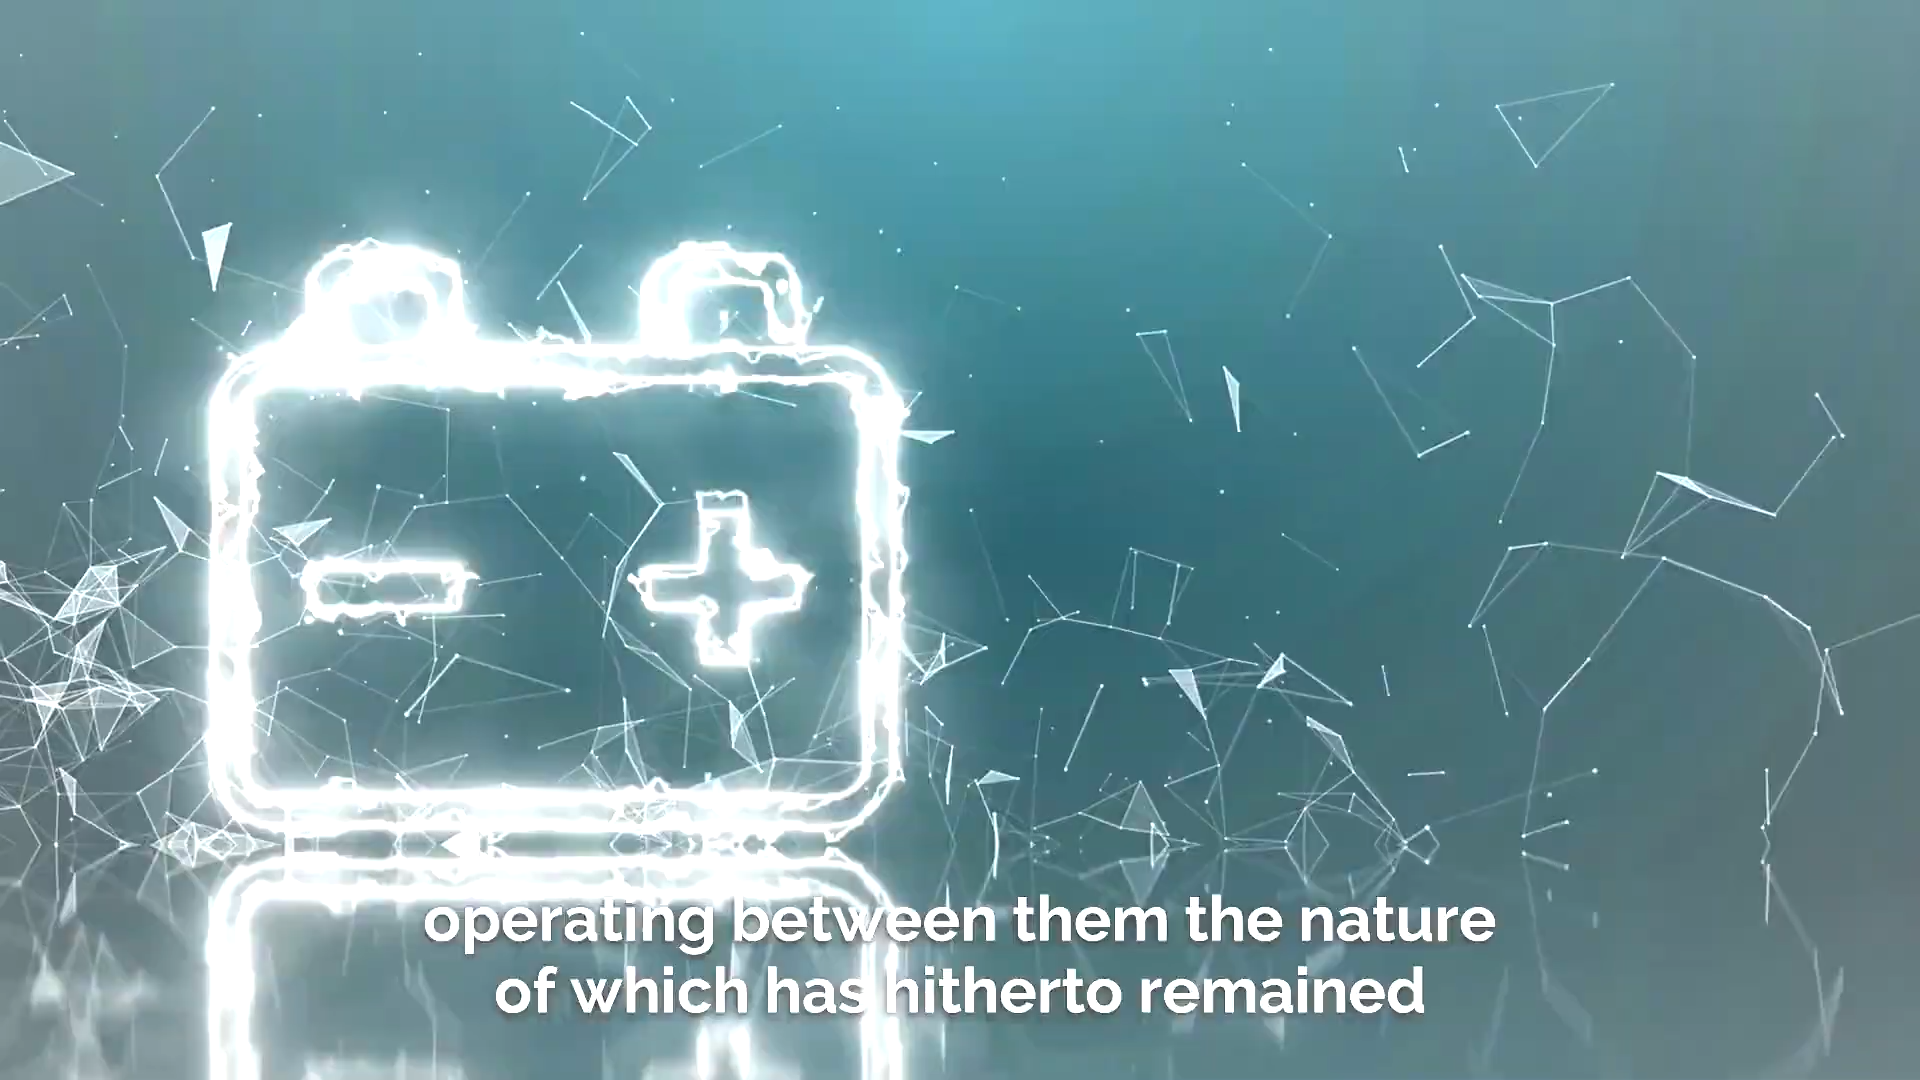 operating between them the nature
of which has hitherto remained